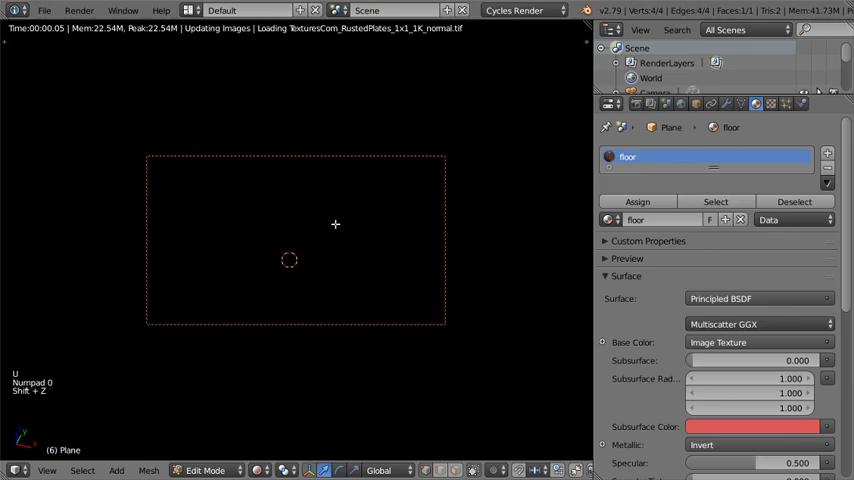 File Render Window Help Default Scene Cycles Render v2.79 | Verts:4/4 | Edges:4/4 | Faces:1/1 | Tris:2 | Mem:41.73M
Time:00:00.05 | Mem:22.54M, Peak:22.54M | Updating Images | Loading TexturesCom_RustedPlates_1x1_1K_normal.tif
View Search All Scenes
Scene
RenderLayers
World
Camera
Plane floor
floor
Assign Select Deselect
floor F Data
Custom Properties
Preview
Surface
Surface: Principled BSDF
Multiscatter GGX
Base Color: Image Texture
Subsurface: 0.000
Subsurface Rad... 1.000
1.000
1.000
Subsurface Color:
Metallic: Invert
Specular: 0.500
U
Numpad 0
Shift + Z
y
x
(6) Plane
View Select Add Mesh Edit Mode Global